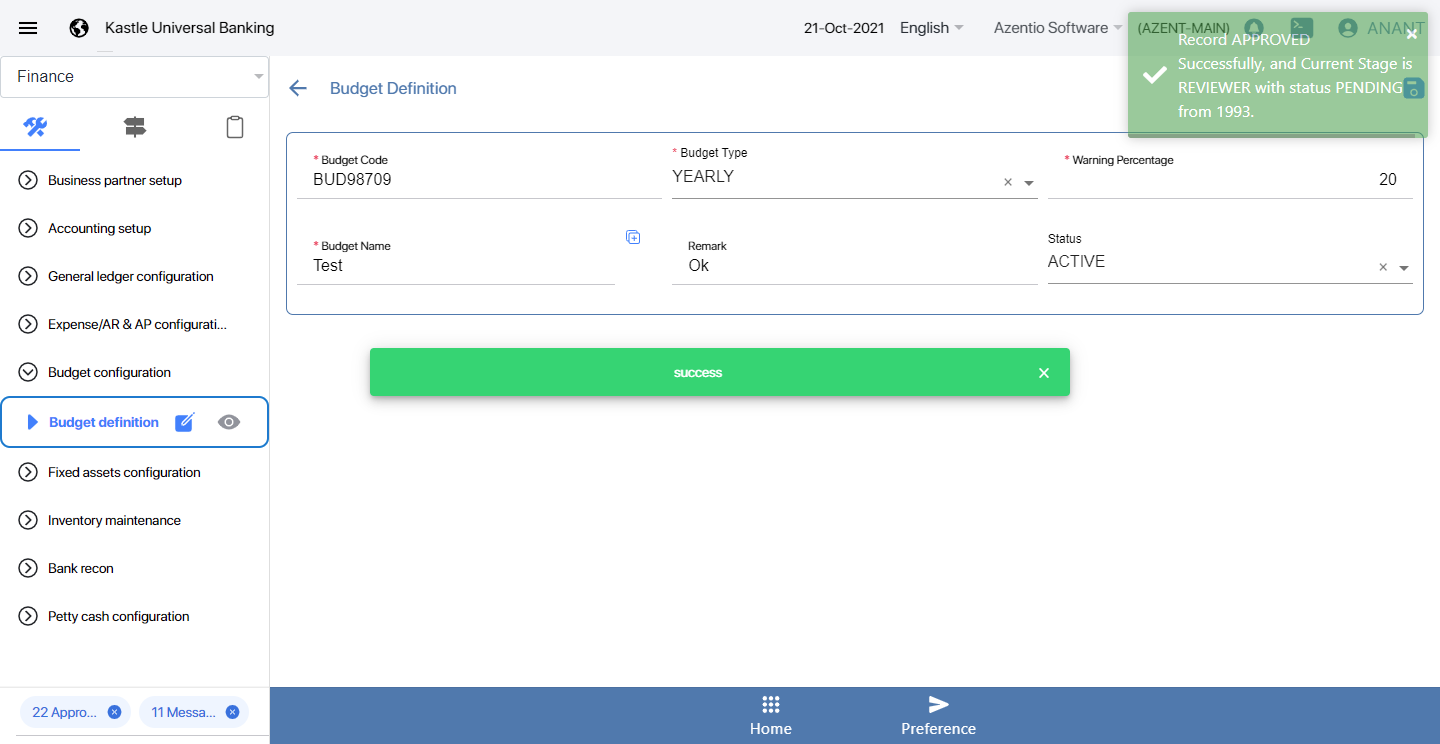 Kastle Universal Banking
21-Oct-2021
English
Azentio Software
(AZENT-MAIN)
ANANT
Record APPROVED
Successfully, and Current Stage is
REVIEWER with status PENDING
from 1993.
Finance
Budget Definition
* Budget Code
BUD98709
* Budget Type
YEARLY
* Warning Percentage
20
* Budget Name
Test
Remark
Ok
Status
ACTIVE
success
Business partner setup
Accounting setup
General ledger configuration
Expense/AR & AP configurati...
Budget configuration
Budget definition
Fixed assets configuration
Inventory maintenance
Bank recon
Petty cash configuration
22 Appro...
11 Messa...
Home
Preference